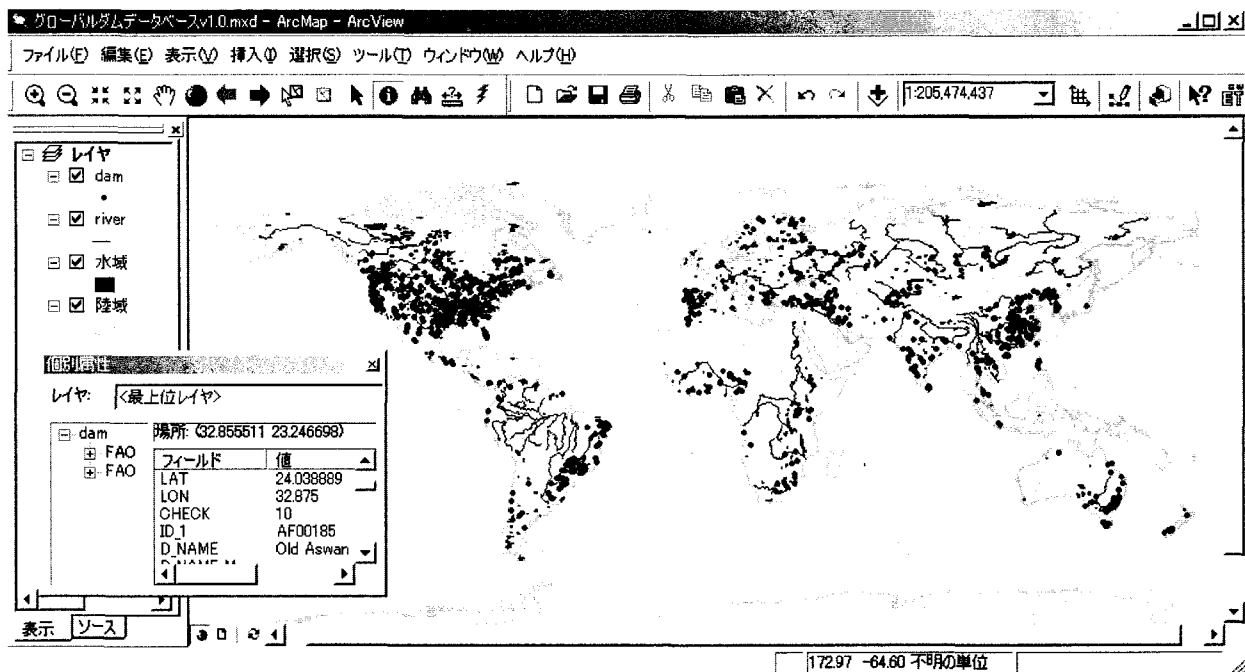 グローバルダムデータベースv1.0.mxd - ArcMap - ArcView
ファイル(F) 編集(E) 表示(V) 挿入(I) 選択(S) ツール(T) ウィンドウ(W) ヘルプ(H)
1:205,474,437
レイヤ
dam
river
水域
陸域
個別属性
レイヤ: <最上位レイヤ>
dam
FAO
FAO
場所: (32.855511 23.246698)
フィールド 値
LAT 24.038889
LON 32.875
CHECK 10
ID_1 AF00185
D_NAME Old Aswan
表示 ソース
172.97 -64.60 不明の単位